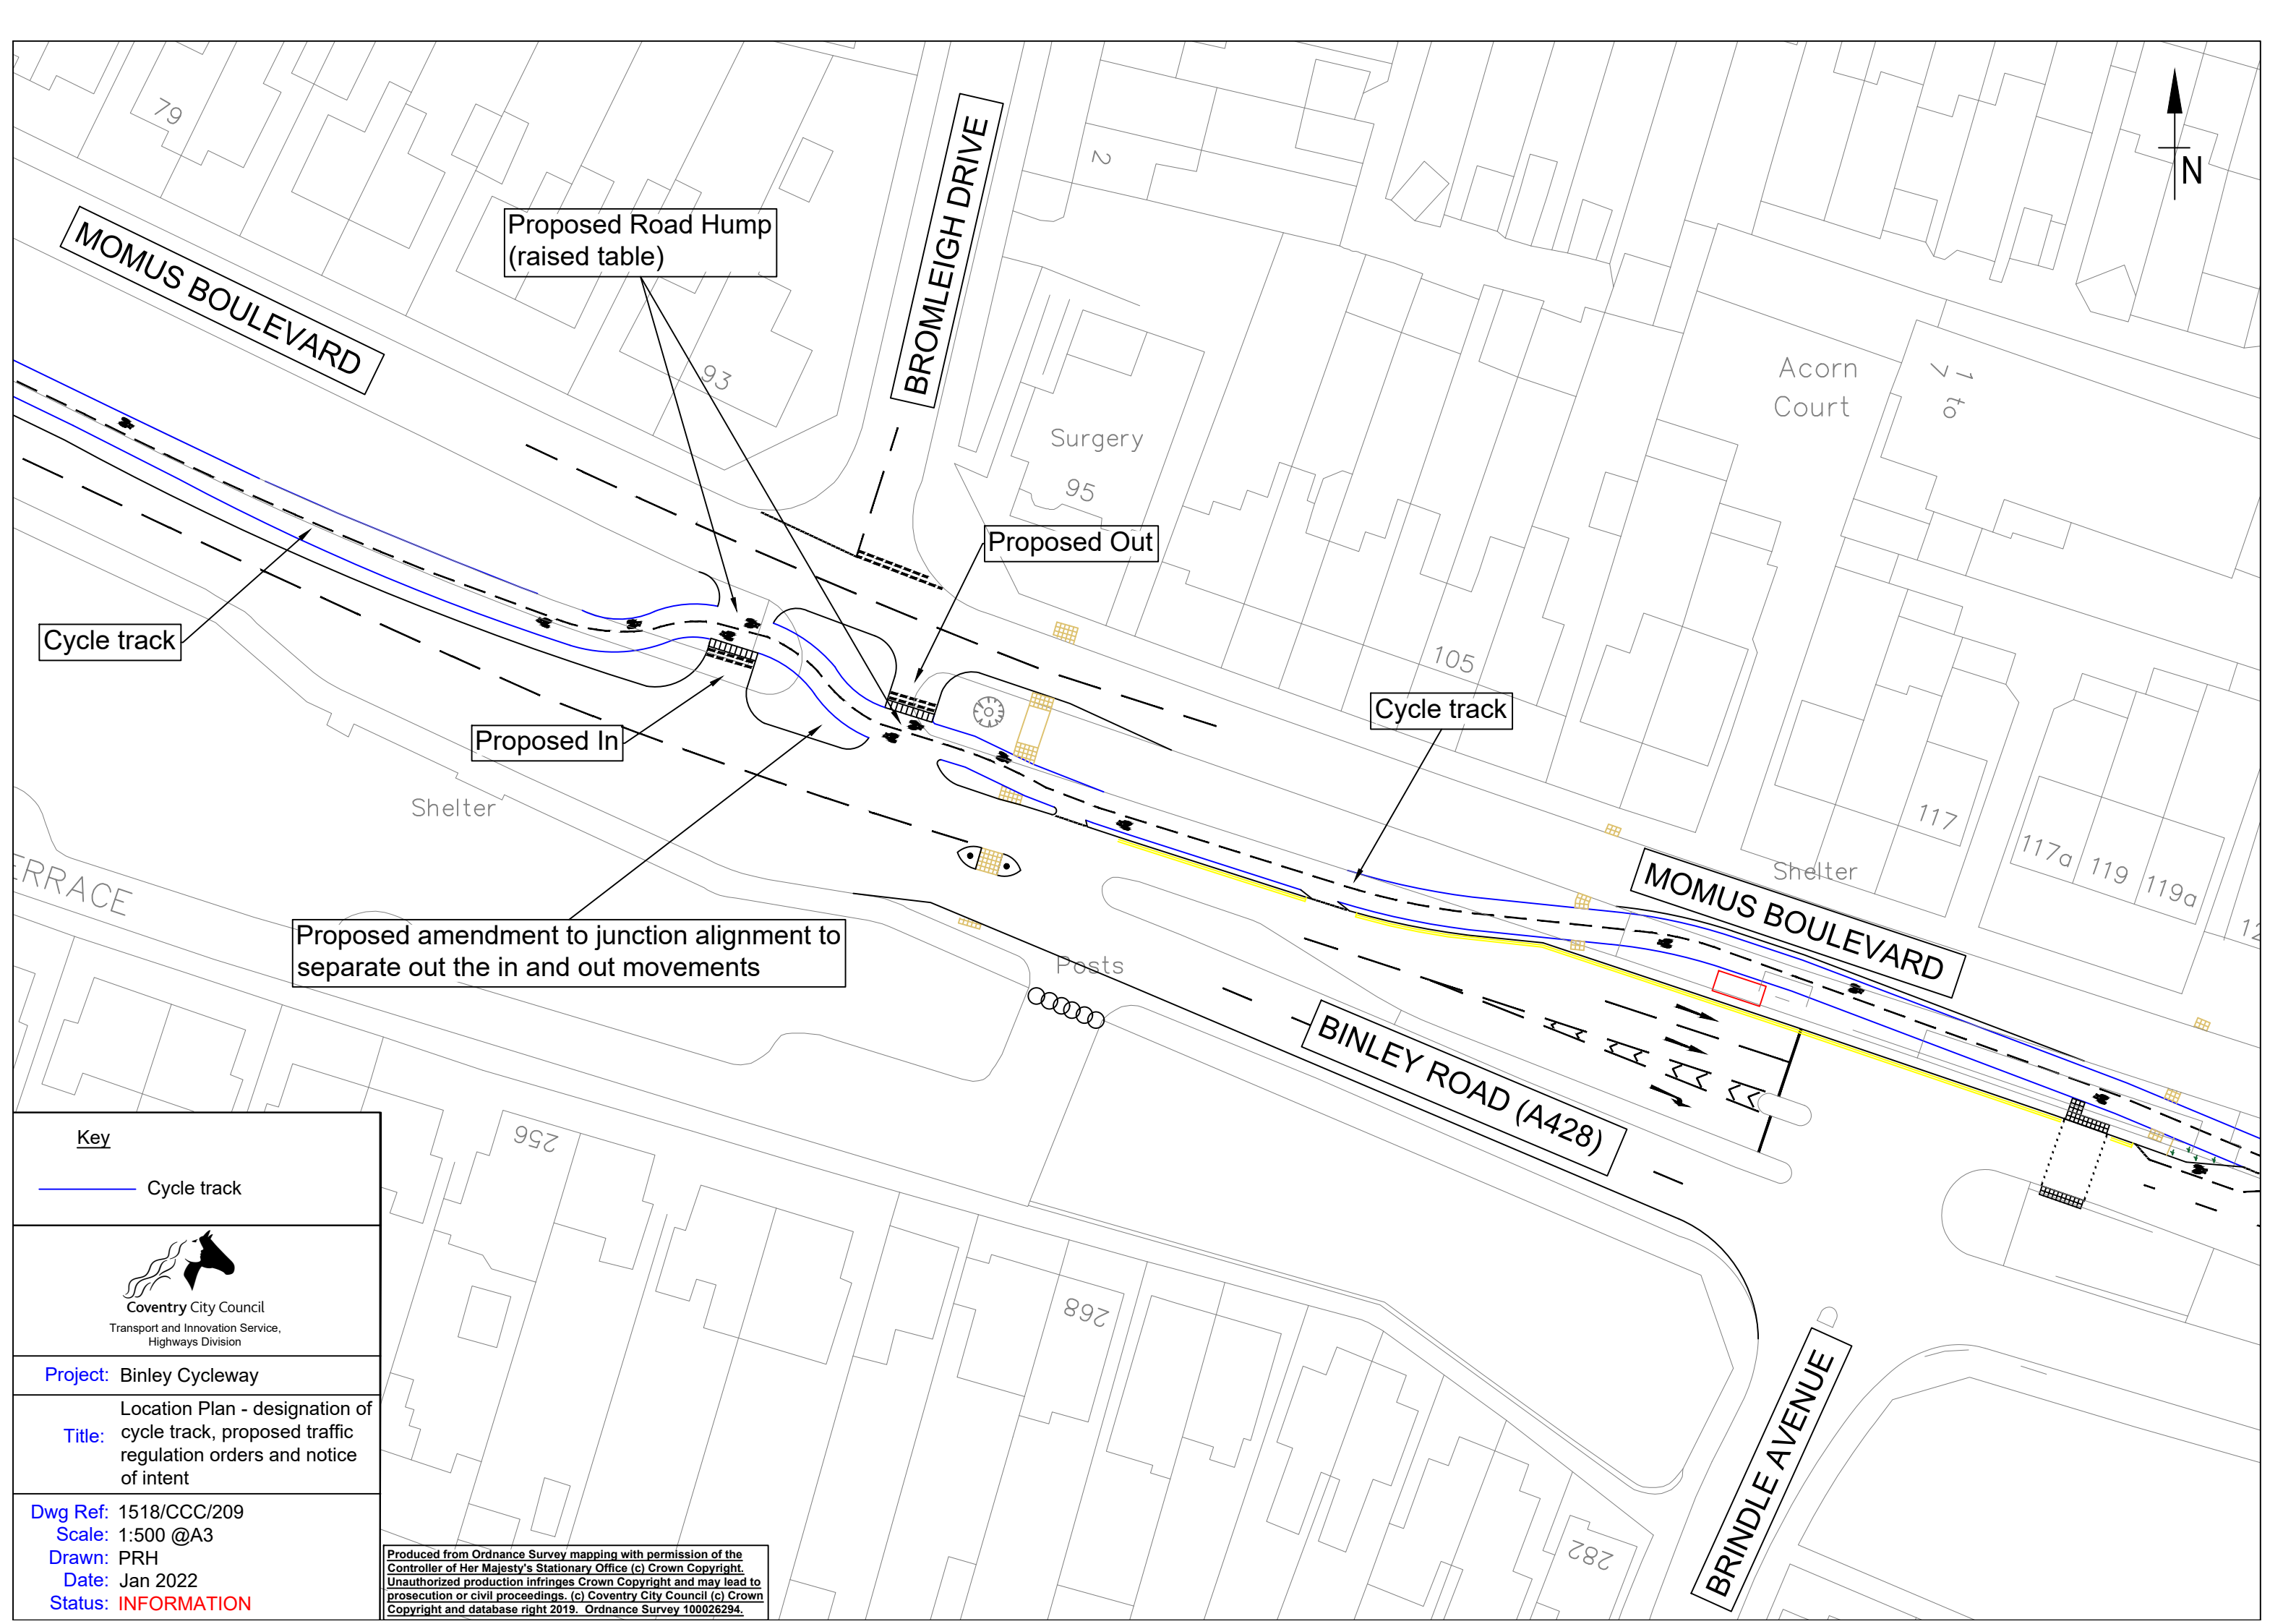 79
2
N
MOMUS BOULEVARD
Proposed Road Hump
(raised table)
BROMLEIGH DRIVE
93
Acorn
Court
1 to
7
Surgery
95
Proposed Out
Cycle track
105
Cycle track
Proposed In
Shelter
117
117a
119
119a
Shelter
MOMUS BOULEVARD
ERRACE
Proposed amendment to junction alignment to
separate out the in and out movements
Posts
BINLEY ROAD (A428)
256
268
282
BRINDLE AVENUE
Key
Cycle track
Coventry City Council
Transport and Innovation Service,
Highways Division
Project: Binley Cycleway
Title: Location Plan - designation of
cycle track, proposed traffic
regulation orders and notice
of intent
Dwg Ref: 1518/CCC/209
Scale: 1:500 @A3
Drawn: PRH
Date: Jan 2022
Status: INFORMATION
Produced from Ordnance Survey mapping with permission of the
Controller of Her Majesty's Stationary Office (c) Crown Copyright.
Unauthorized production infringes Crown Copyright and may lead to
prosecution or civil proceedings. (c) Coventry City Council (c) Crown
Copyright and database right 2019. Ordnance Survey 100026294.